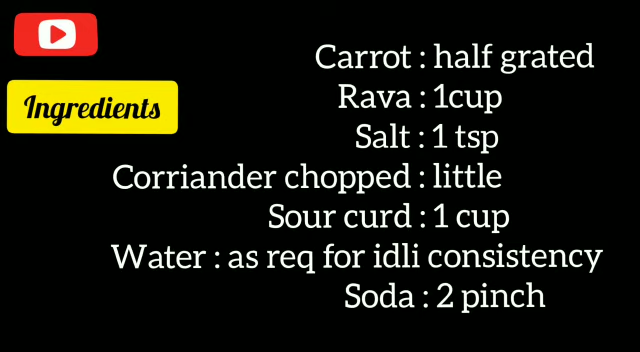 Ingredients
Carrot : half grated
Rava : 1cup
Salt : 1 tsp
Corriander chopped : little
Sour curd : 1 cup
Water : as req for idli consistency
Soda : 2 pinch